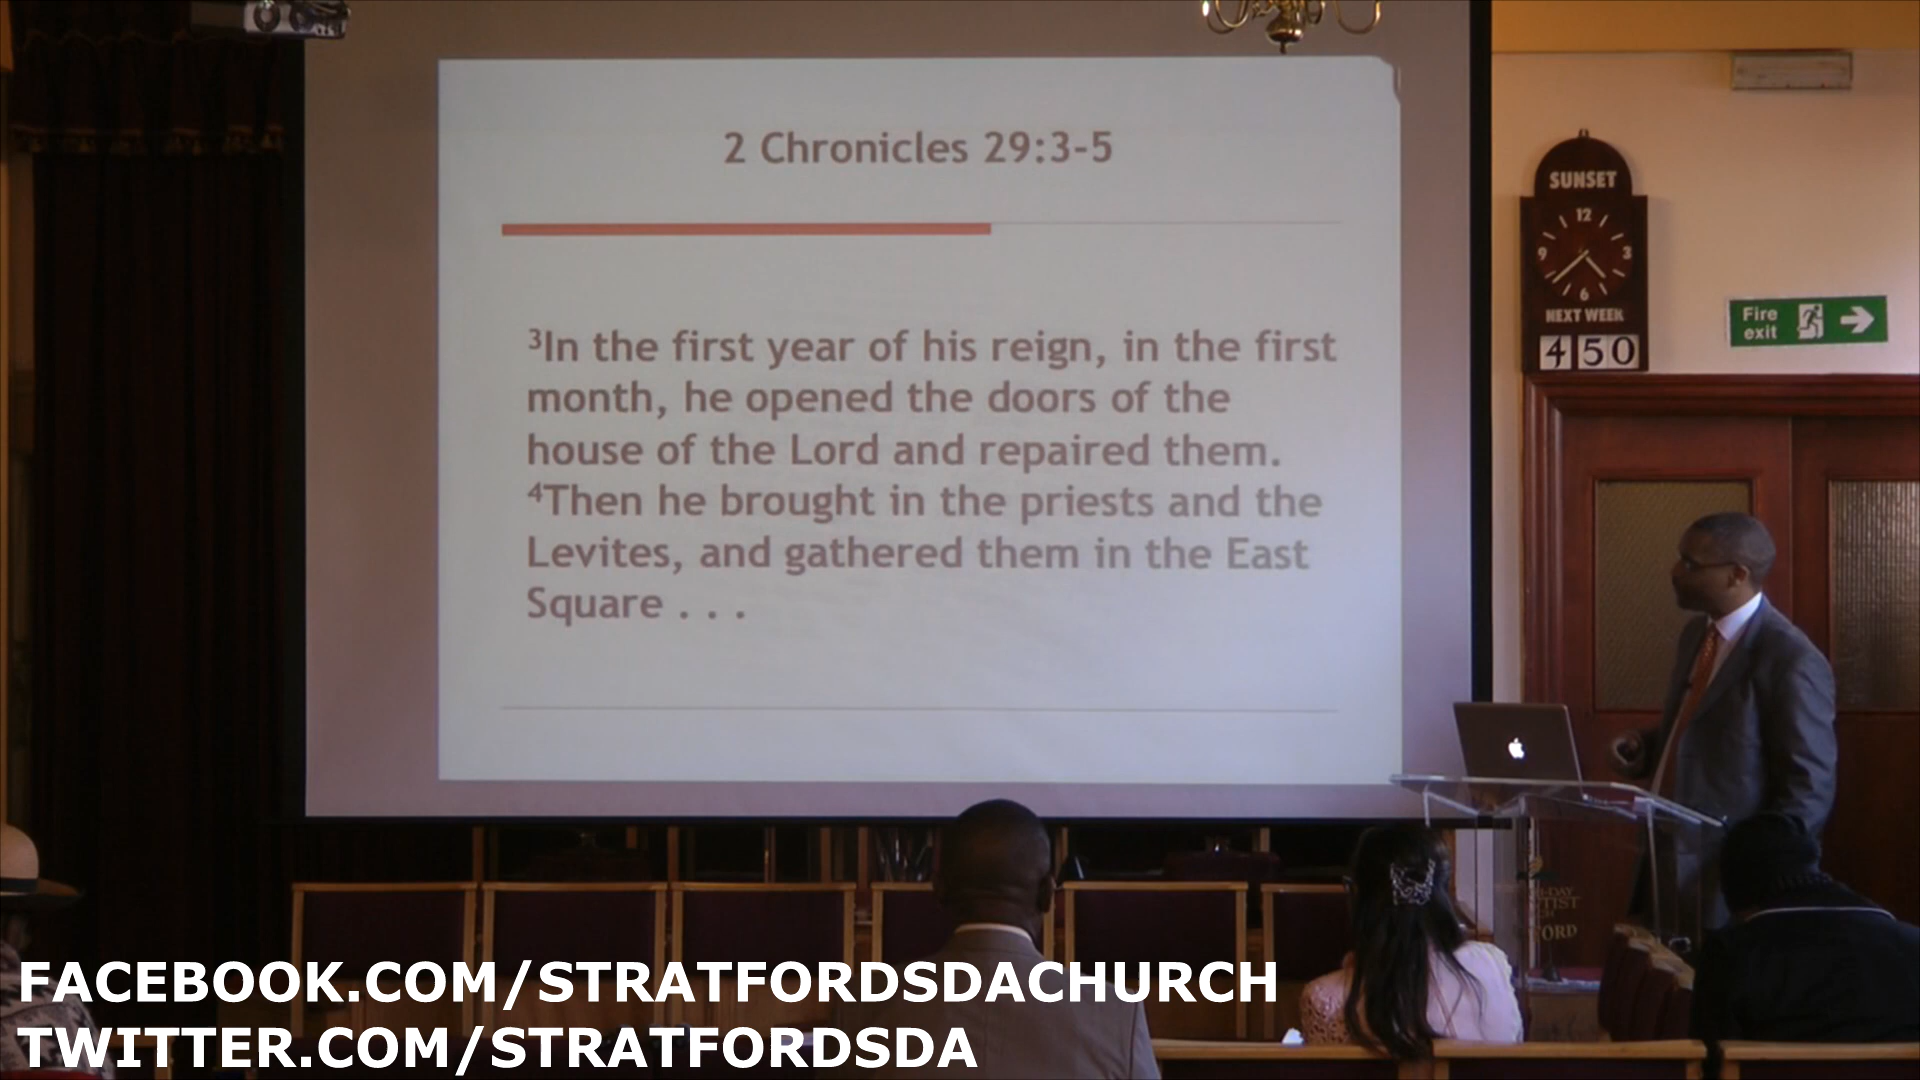 2 Chronicles 29:3-5
³In the first year of his reign, in the first
month, he opened the doors of the
house of the Lord and repaired them.
⁴Then he brought in the priests and the
Levites, and gathered them in the East
Square . . .
SUNSET
12
9 3
6
NEXT WEEK
4 50
Fire
exit
FACEBOOK.COM/STRATFORDSDACHURCH
TWITTER.COM/STRATFORDSDA